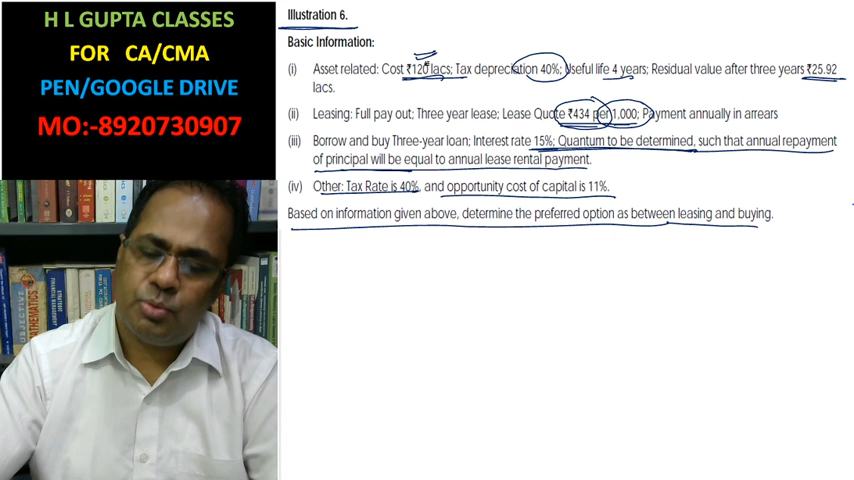 H L GUPTA CLASSES
FOR CA/CMA
PEN/GOOGLE DRIVE
MO:-8920730907
Illustration 6.
Basic Information:
(i) Asset related: Cost ₹120 lacs; Tax depreciation 40%; Useful life 4 years; Residual value after three years ₹25.92
lacs.
(ii) Leasing: Full pay out; Three year lease; Lease Quote ₹434 per 1,000; Payment annually in arrears
(iii) Borrow and buy Three-year loan; Interest rate 15%; Quantum to be determined, such that annual repayment
of principal will be equal to annual lease rental payment.
(iv) Other: Tax Rate is 40%, and opportunity cost of capital is 11%.
Based on information given above, determine the preferred option as between leasing and buying.
OBJECTIVE
MATHEMATICS